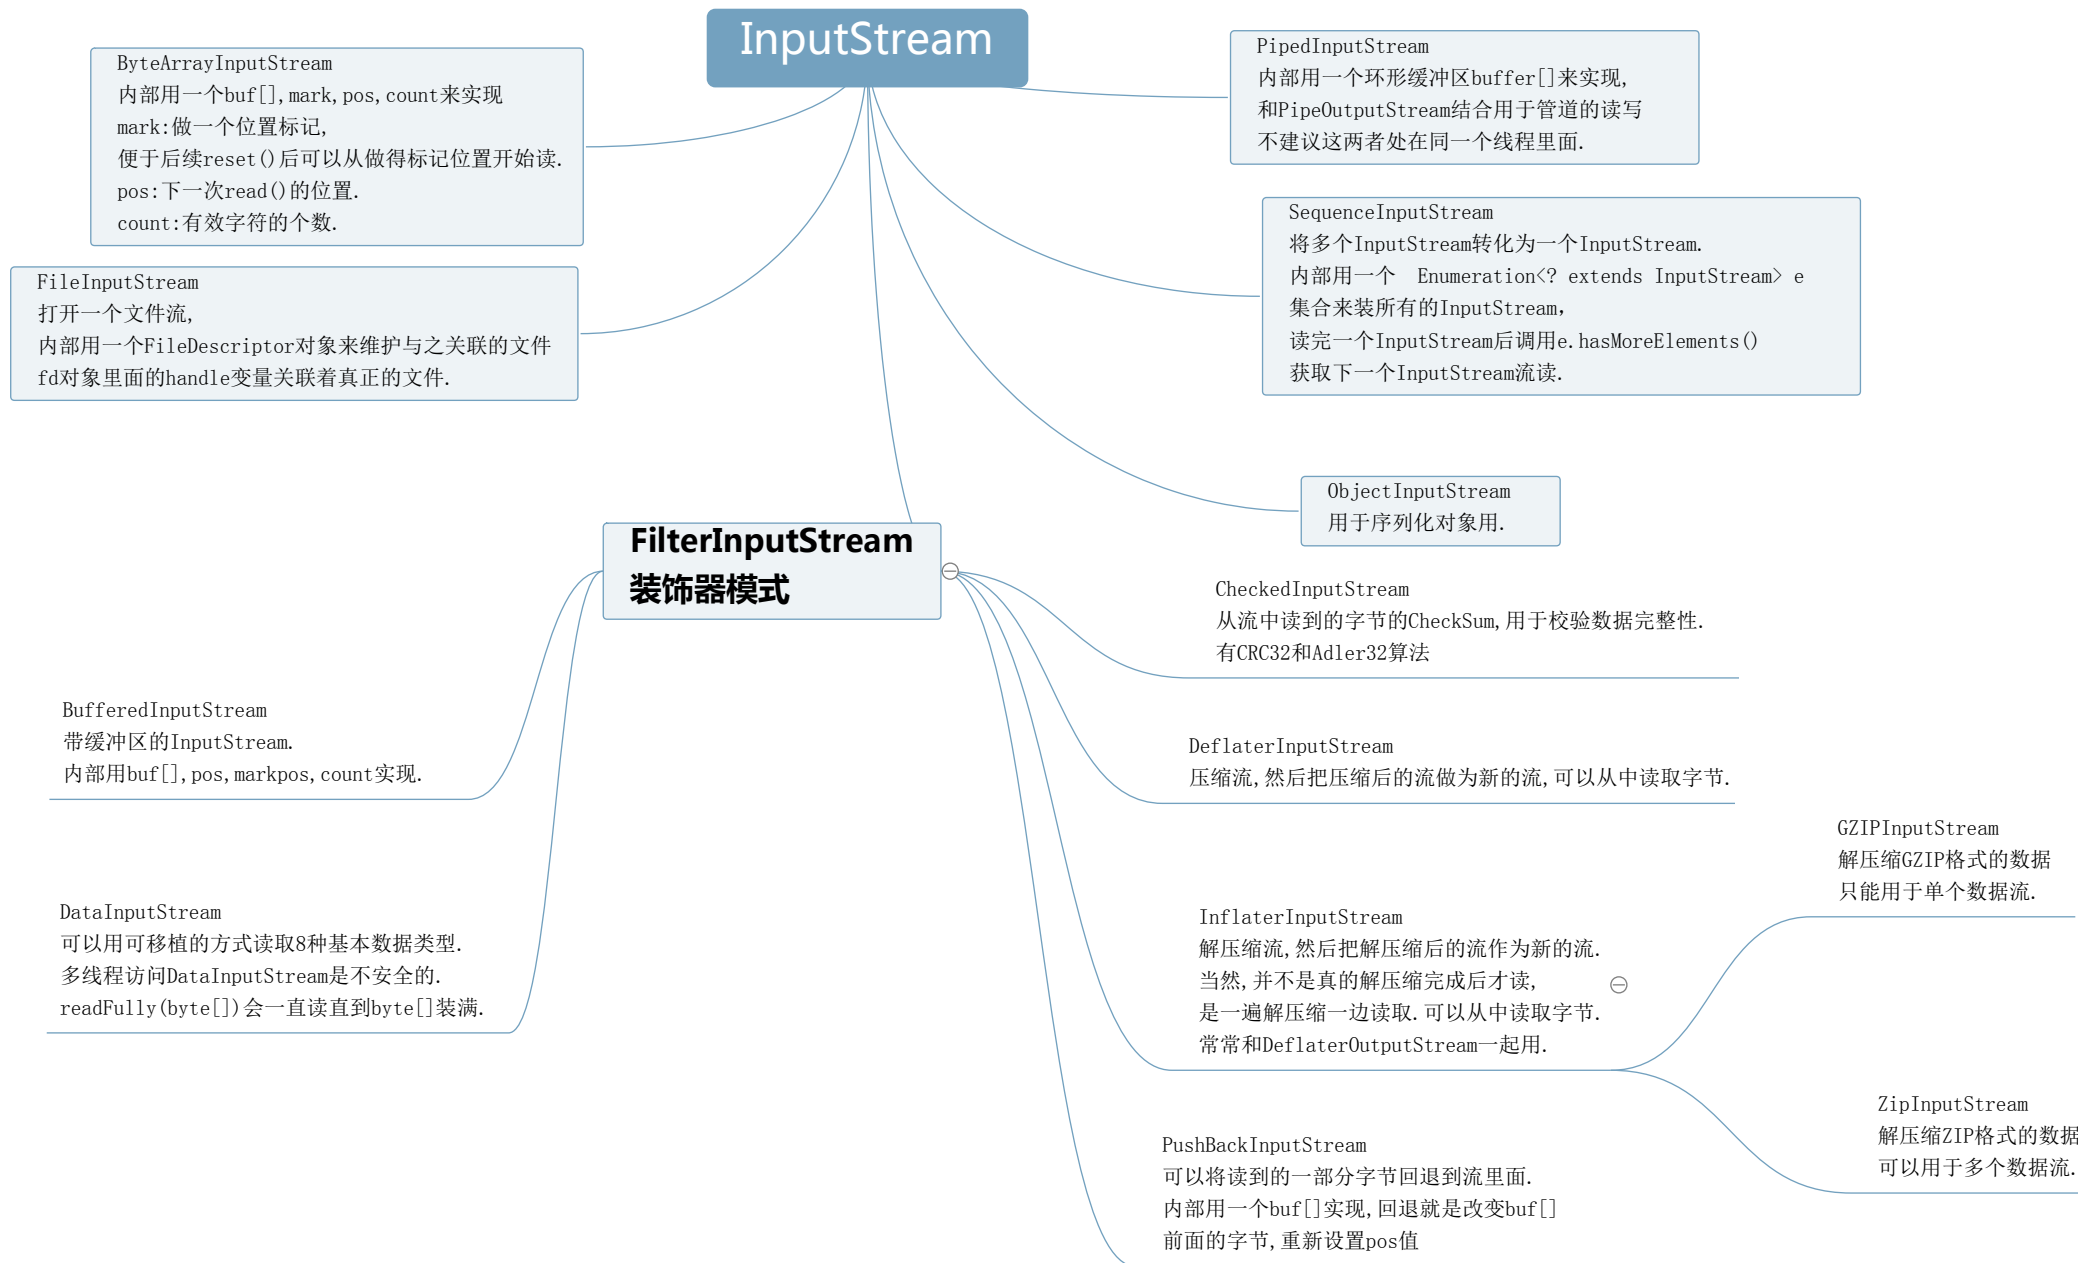 InputStream
ByteArrayInputStream
内部用一个buf[],mark,pos,count来实现
mark:做一个位置标记,
便于后续reset()后可以从做得标记位置开始读.
pos:下一次read()的位置.
count:有效字符的个数.
FileInputStream
打开一个文件流,
内部用一个FileDescriptor对象来维护与之关联的文件
fd对象里面的handle变量关联着真正的文件.
PipedInputStream
内部用一个环形缓冲区buffer[]来实现,
和PipeOutputStream结合用于管道的读写
不建议这两者处在同一个线程里面.
SequenceInputStream
将多个InputStream转化为一个InputStream.
内部用一个 Enumeration<? extends InputStream> e
集合来装所有的InputStream，
读完一个InputStream后调用e.hasMoreElements()
获取下一个InputStream流读.
ObjectInputStream
用于序列化对象用.
FilterInputStream
装饰器模式
BufferedInputStream
带缓冲区的InputStream.
内部用buf[],pos,markpos,count实现.
DataInputStream
可以用可移植的方式读取8种基本数据类型.
多线程访问DataInputStream是不安全的.
readFully(byte[])会一直读直到byte[]装满.
CheckedInputStream
从流中读到的字节的CheckSum,用于校验数据完整性.
有CRC32和Adler32算法
DeflaterInputStream
压缩流,然后把压缩后的流做为新的流,可以从中读取字节.
InflaterInputStream
解压缩流,然后把解压缩后的流作为新的流.
当然,并不是真的解压缩完成后才读,
是一遍解压缩一边读取.可以从中读取字节.
常常和DeflaterOutputStream一起用.
GZIPInputStream
解压缩GZIP格式的数据
只能用于单个数据流.
ZipInputStream
解压缩ZIP格式的数据
可以用于多个数据流.
PushBackInputStream
可以将读到的一部分字节回退到流里面.
内部用一个buf[]实现,回退就是改变buf[]
前面的字节,重新设置pos值